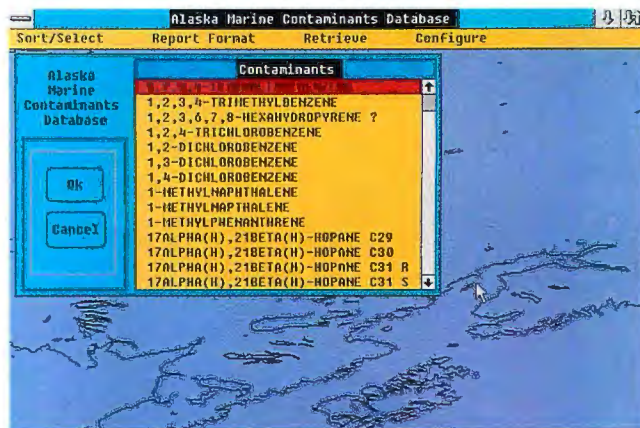 Alaska Marine Contaminants Database
Sort/Select Report Format Retrieve Configure
Alaska
Marine
Contaminants
Database
Ok
Cancel
Contaminants
1,2,3,4-TRIMETHYLBENZENE
1,2,3,6,7,8-HEXAHYDROPYRENE ?
1,2,4-TRICHLOROBENZENE
1,2-DICHLOROBENZENE
1,3-DICHLOROBENZENE
1,4-DICHLOROBENZENE
1-METHYLNAPHTHALENE
1-METHYLNAPTHALENE
1-METHYLPHENANTHRENE
17ALPHA(H),21BETA(H)-HOPANE C29
17ALPHA(H),21BETA(H)-HOPANE C30
17ALPHA(H),21BETA(H)-HOPANE C31 R
17ALPHA(H),21BETA(H)-HOPANE C31 S